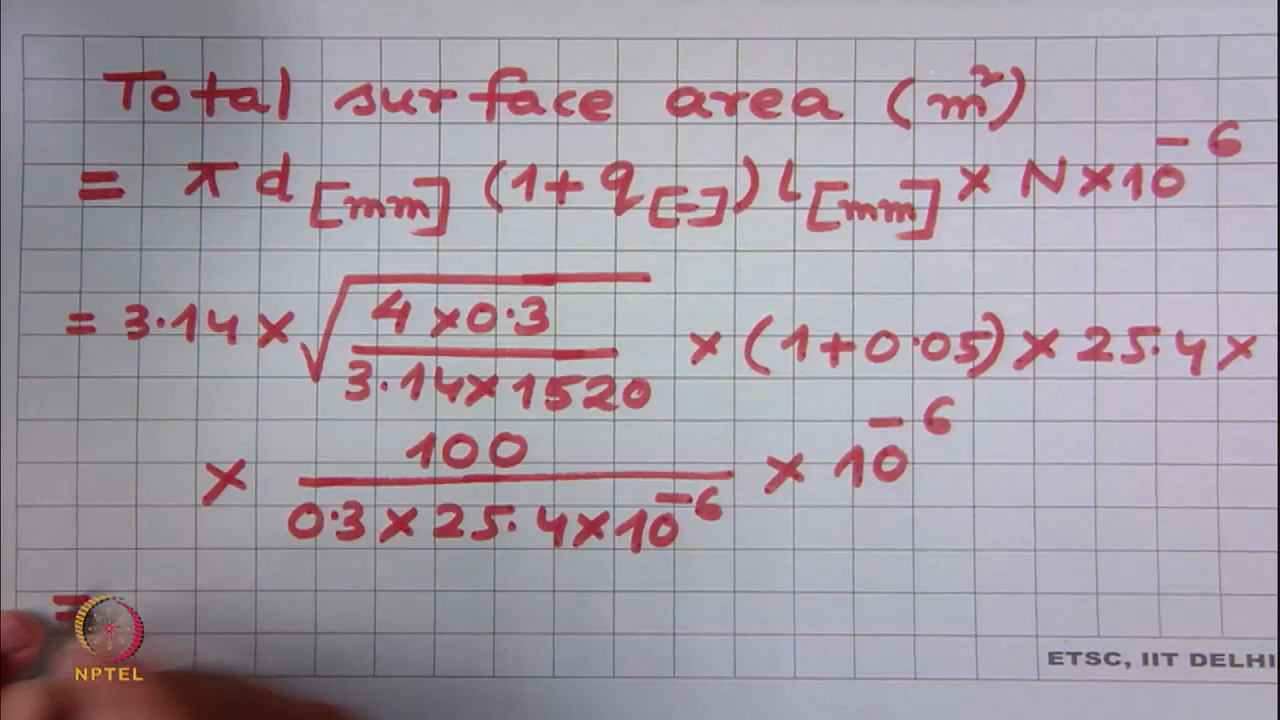 Total surface area (m²)
= π d [mm] (1+q [-]) l [mm] × N × 10⁻⁶
= 3.14 × √(4 × 0.3 / 3.14 × 1520) × (1+0.05) × 25.4 ×
× 100 / 0.3 × 25.4 × 10⁻⁶ × 10⁻⁶
=
NPTEL
ETSC, IIT DELHI